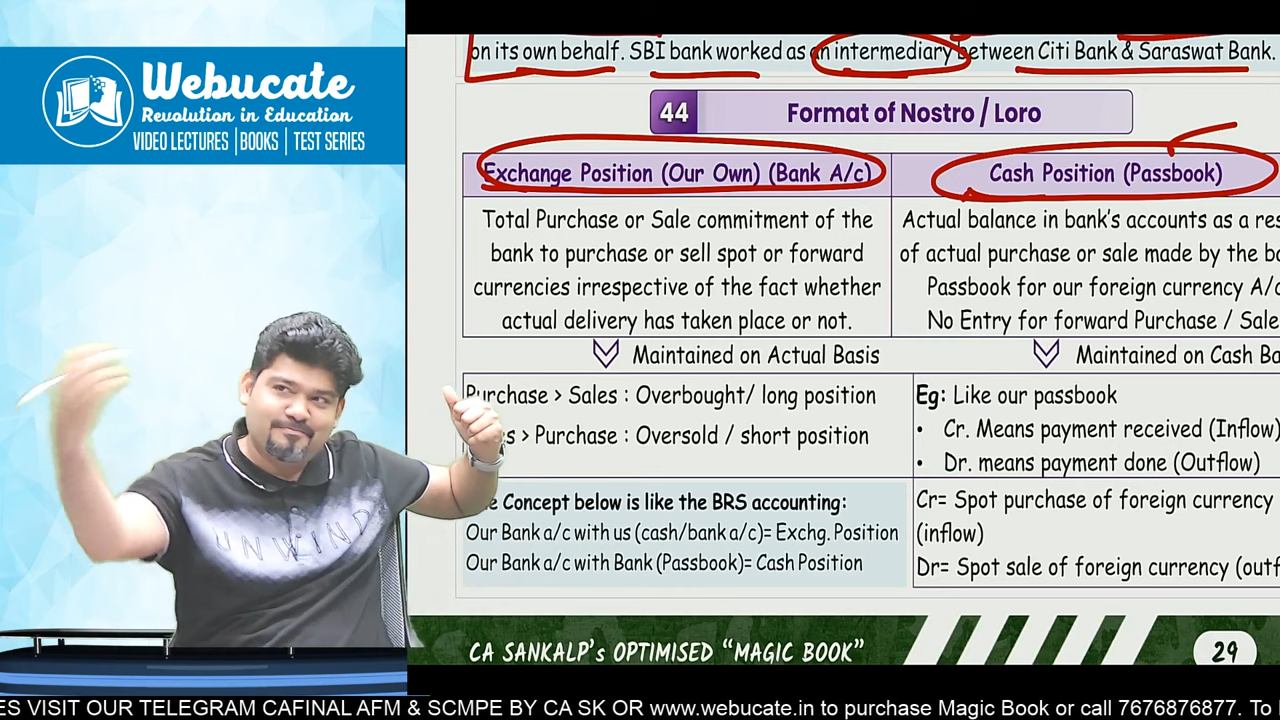 Webucate
Revolution in Education
VIDEO LECTURES | BOOKS | TEST SERIES
on its own behalf. SBI bank worked as an intermediary between Citi Bank & Saraswat Bank.
44 Format of Nostro / Loro
Exchange Position (Our Own) (Bank A/c)
Total Purchase or Sale commitment of the
bank to purchase or sell spot or forward
currencies irrespective of the fact whether
actual delivery has taken place or not.
Maintained on Actual Basis
Purchase > Sales : Overbought/ long position
> Purchase : Oversold / short position
Concept below is like the BRS accounting:
Our Bank a/c with us (cash/bank a/c)= Exchg. Position
Our Bank a/c with Bank (Passbook)= Cash Position
Cash Position (Passbook)
Actual balance in bank's accounts as a res
of actual purchase or sale made by the ba
Passbook for our foreign currency A/c
No Entry for forward Purchase / Sale
Maintained on Cash Ba
Eg: Like our passbook
• Cr. Means payment received (Inflow)
• Dr. means payment done (Outflow)
Cr= Spot purchase of foreign currency
(inflow)
Dr= Spot sale of foreign currency (outf
UNWIND
CA SANKALP's OPTIMISED "MAGIC BOOK"
29
ES VISIT OUR TELEGRAM CAFINAL AFM & SCMPE BY CA SK OR www.webucate.in to purchase Magic Book or call 7676876877. To